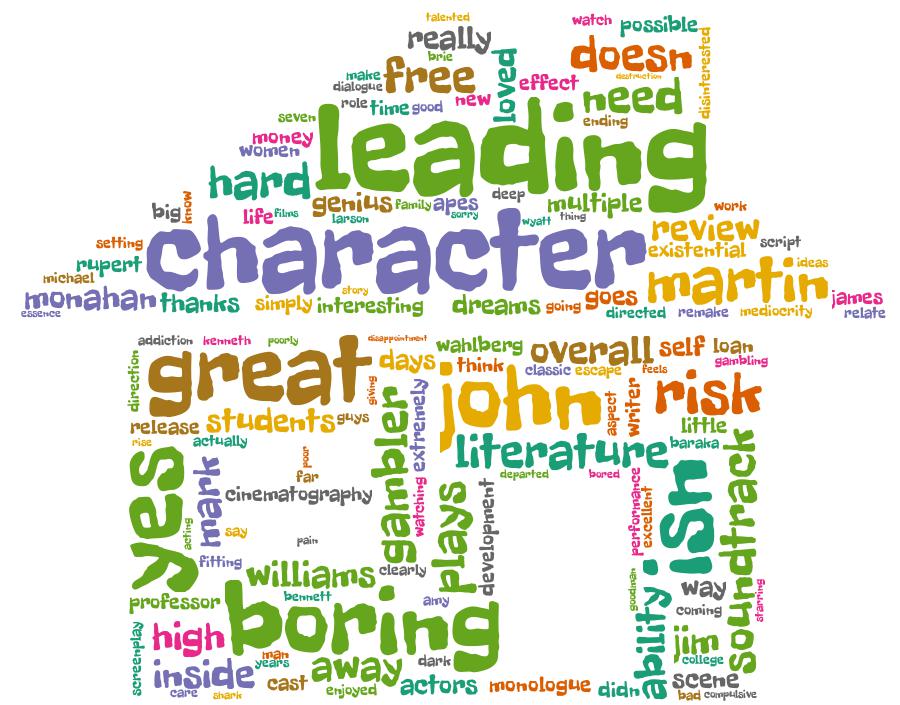 talented
watch possible
really
doesn
disinterested
brie
make free
destruction
dialogue
loved
effect
need
role time good new
ending
seven
leading
money
women
hard
deep
genius family apes
multiple
know
big
life films larson sorry
wyatt thing
work
character
review
setting
existential script
rupert
ideas
michael
martin
monahan thanks simply story interesting dreams going goes
james
essence
directed remake mediocrity relate
addiction kenneth poorly disappointment
wahlberg overall self loan
direction
great
giving
days
think
classic escape feels
gambling
john
aspect
writer
risk
release students guys
gambler
extremely
little
rise actually
literature
baraka
yes
mark
poor
far
departed bored
cinematography
watching
plays
development
performance
excellent
ish
soundtrack
acting
say
pain
fitting
williams
clearly
bennett
goodman
ability
way
starring
professor
boring
amy
coming
screenplay
high
jim
man
years
college
inside
away
dark
scene
care shark cast enjoyed actors monologue didn
bad compulsive